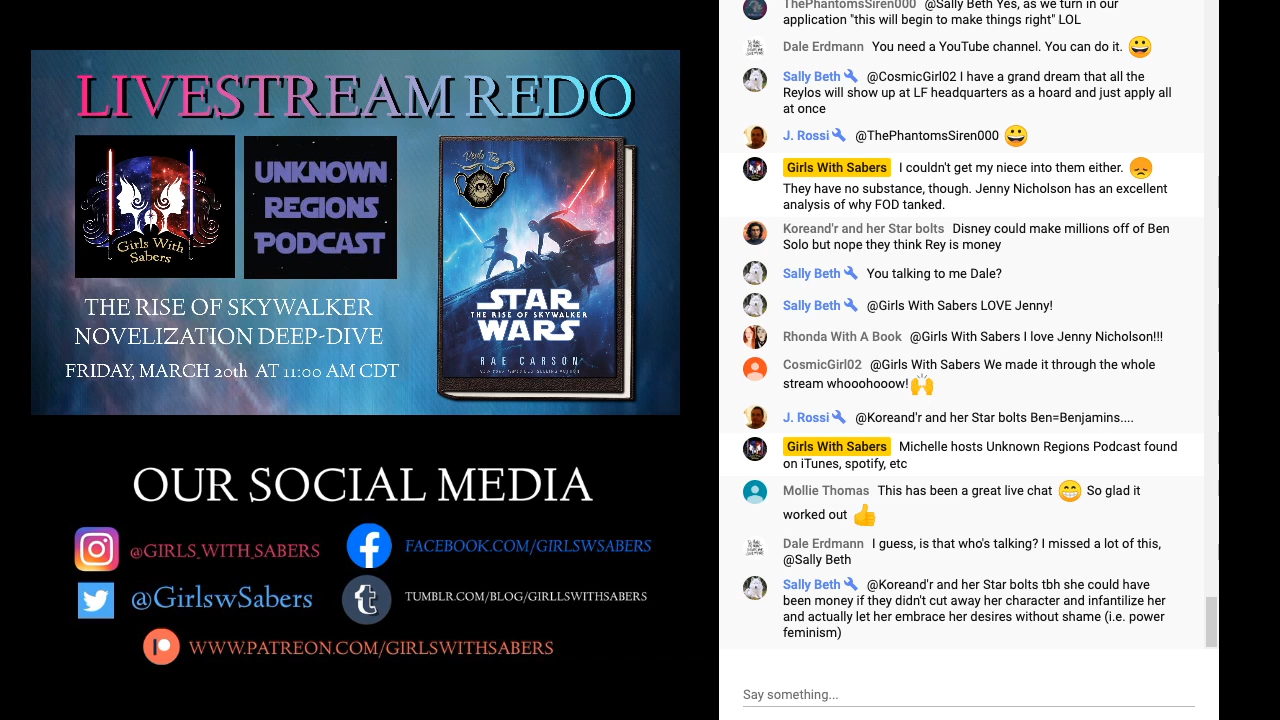 LIVESTREAM REDO
Girls With
Sabers
UNKNOWN
REGIONS
PODCAST
Reylo Tea
STAR
THE RISE OF SKYWALKER
WARS
RAE CARSON
THE RISE OF SKYWALKER
NOVELIZATION DEEP-DIVE
FRIDAY, MARCH 20th AT 11:00 AM CDT
OUR SOCIAL MEDIA
@GIRLS_WITH_SABERS
FACEBOOK.COM/GIRLSWSABERS
@GirlswSabers
TUMBLR.COM/BLOG/GIRLLSWITHSABERS
WWW.PATREON.COM/GIRLSWITHSABERS
ThePhantomsSiren000 @Sally Beth Yes, as we turn in our
application "this will begin to make things right" LOL
Dale Erdmann You need a YouTube channel. You can do it. 😀
Sally Beth @CosmicGirl02 I have a grand dream that all the
Reylos will show up at LF headquarters as a hoard and just apply all
at once
J. Rossi @ThePhantomsSiren000 😀
Girls With Sabers I couldn't get my niece into them either. 😞
They have no substance, though. Jenny Nicholson has an excellent
analysis of why FOD tanked.
Koreand'r and her Star bolts Disney could make millions off of Ben
Solo but nope they think Rey is money
Sally Beth You talking to me Dale?
Sally Beth @Girls With Sabers LOVE Jenny!
Rhonda With A Book @Girls With Sabers I love Jenny Nicholson!!!
CosmicGirl02 @Girls With Sabers We made it through the whole
stream whooohooow! 🙌
J. Rossi @Koreand'r and her Star bolts Ben=Benjamins....
Girls With Sabers Michelle hosts Unknown Regions Podcast found
on iTunes, spotify, etc
Mollie Thomas This has been a great live chat 😁 So glad it
worked out 👍
Dale Erdmann I guess, is that who's talking? I missed a lot of this,
@Sally Beth
Sally Beth @Koreand'r and her Star bolts tbh she could have
been money if they didn't cut away her character and infantilize her
and actually let her embrace her desires without shame (i.e. power
feminism)
Say something...